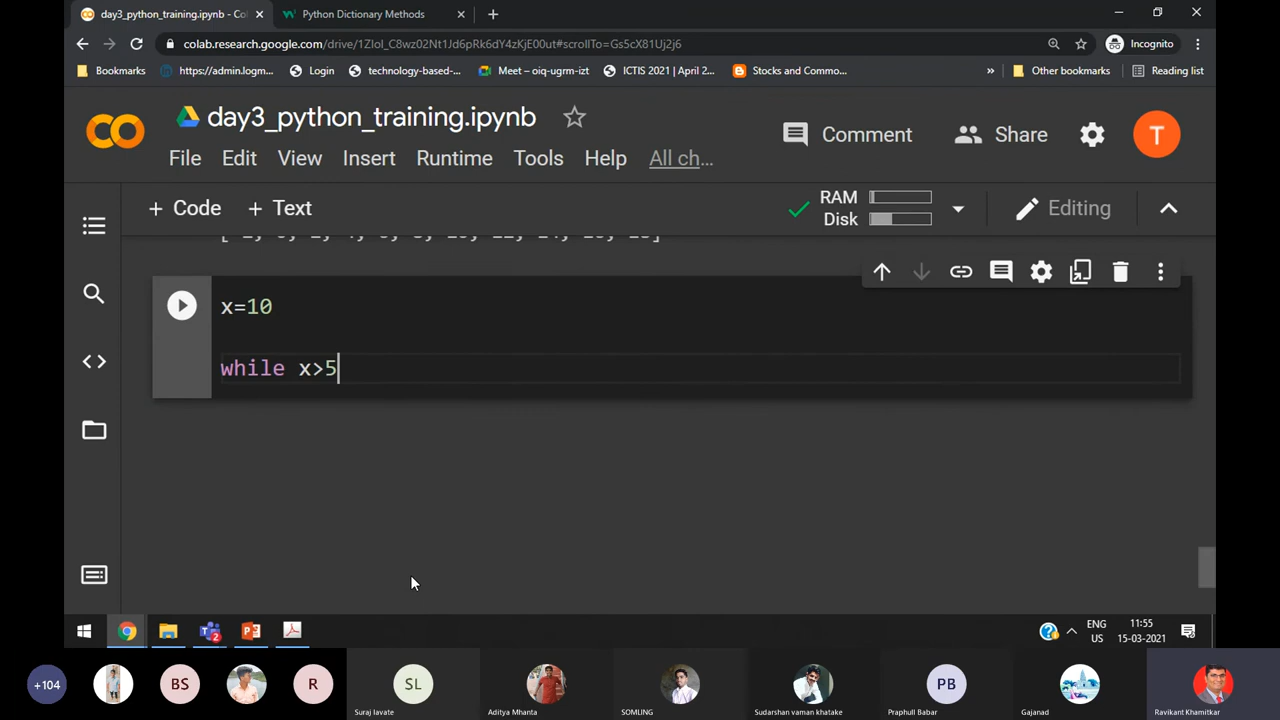 day3_python_training.ipynb - Co
Python Dictionary Methods
colab.research.google.com/drive/1ZIoI_C8wz02Nt1Jd6pRk6dY4zKjE00ut#scrollTo=Gs5cX81Uj2j6
Incognito
Bookmarks
https://admin.logm...
Login
technology-based-...
Meet – oiq-ugrm-izt
ICTIS 2021 | April 2...
Stocks and Commo...
»
Other bookmarks
Reading list
CO
day3_python_training.ipynb
Comment
Share
T
File Edit View Insert Runtime Tools Help All ch...
+ Code + Text
RAM
Disk
Editing
x=10
while x>5
2
ENG
US
11:55
15-03-2021
+104
BS
R
SL
PB
Suraj lavate
Aditya Mhanta
SOMLING
Sudarshan vaman khatake
Praphull Babar
Gajanad
Ravikant Khamitkar